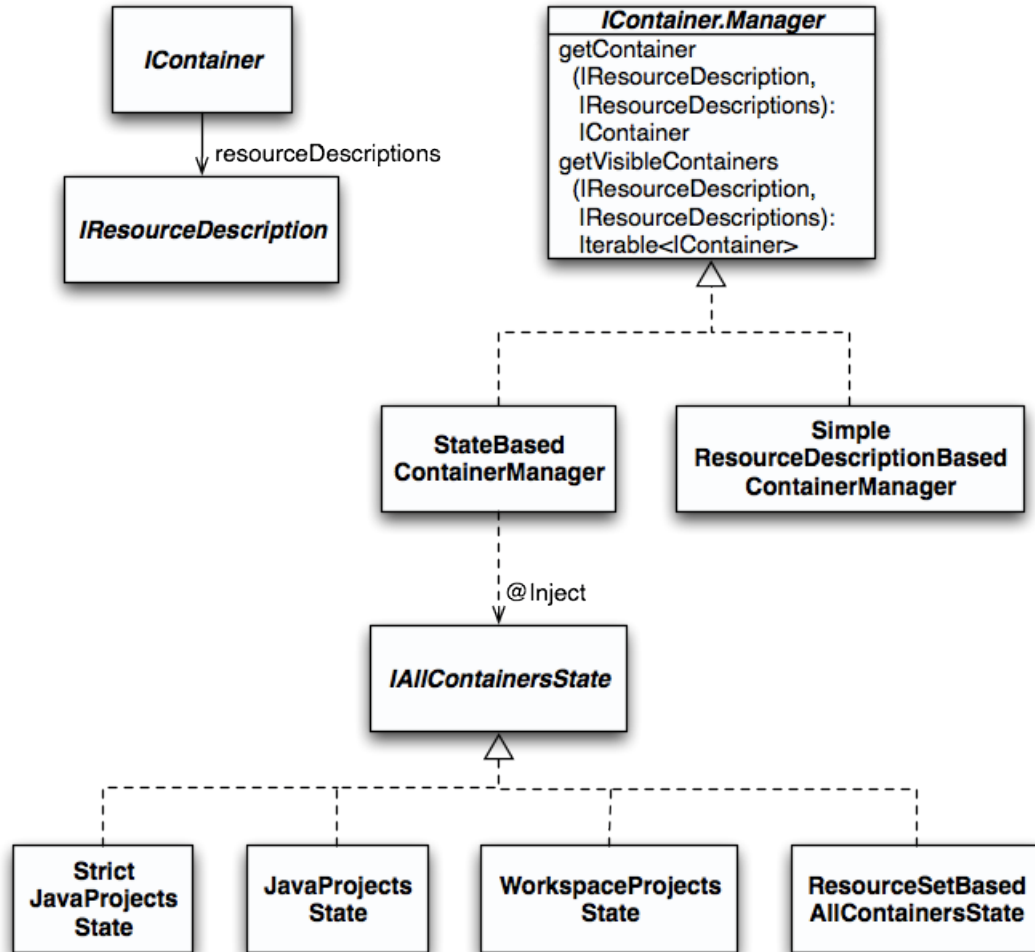 IContainer
resourceDescriptions
IResourceDescription
IContainer.Manager
getContainer
(IResourceDescription,
IResourceDescriptions):
IContainer
getVisibleContainers
(IResourceDescription,
IResourceDescriptions):
Iterable<IContainer>
StateBased
ContainerManager
Simple
ResourceDescriptionBased
ContainerManager
@Inject
IAllContainersState
Strict
JavaProjects
State
JavaProjects
State
WorkspaceProjects
State
ResourceSetBased
AllContainersState